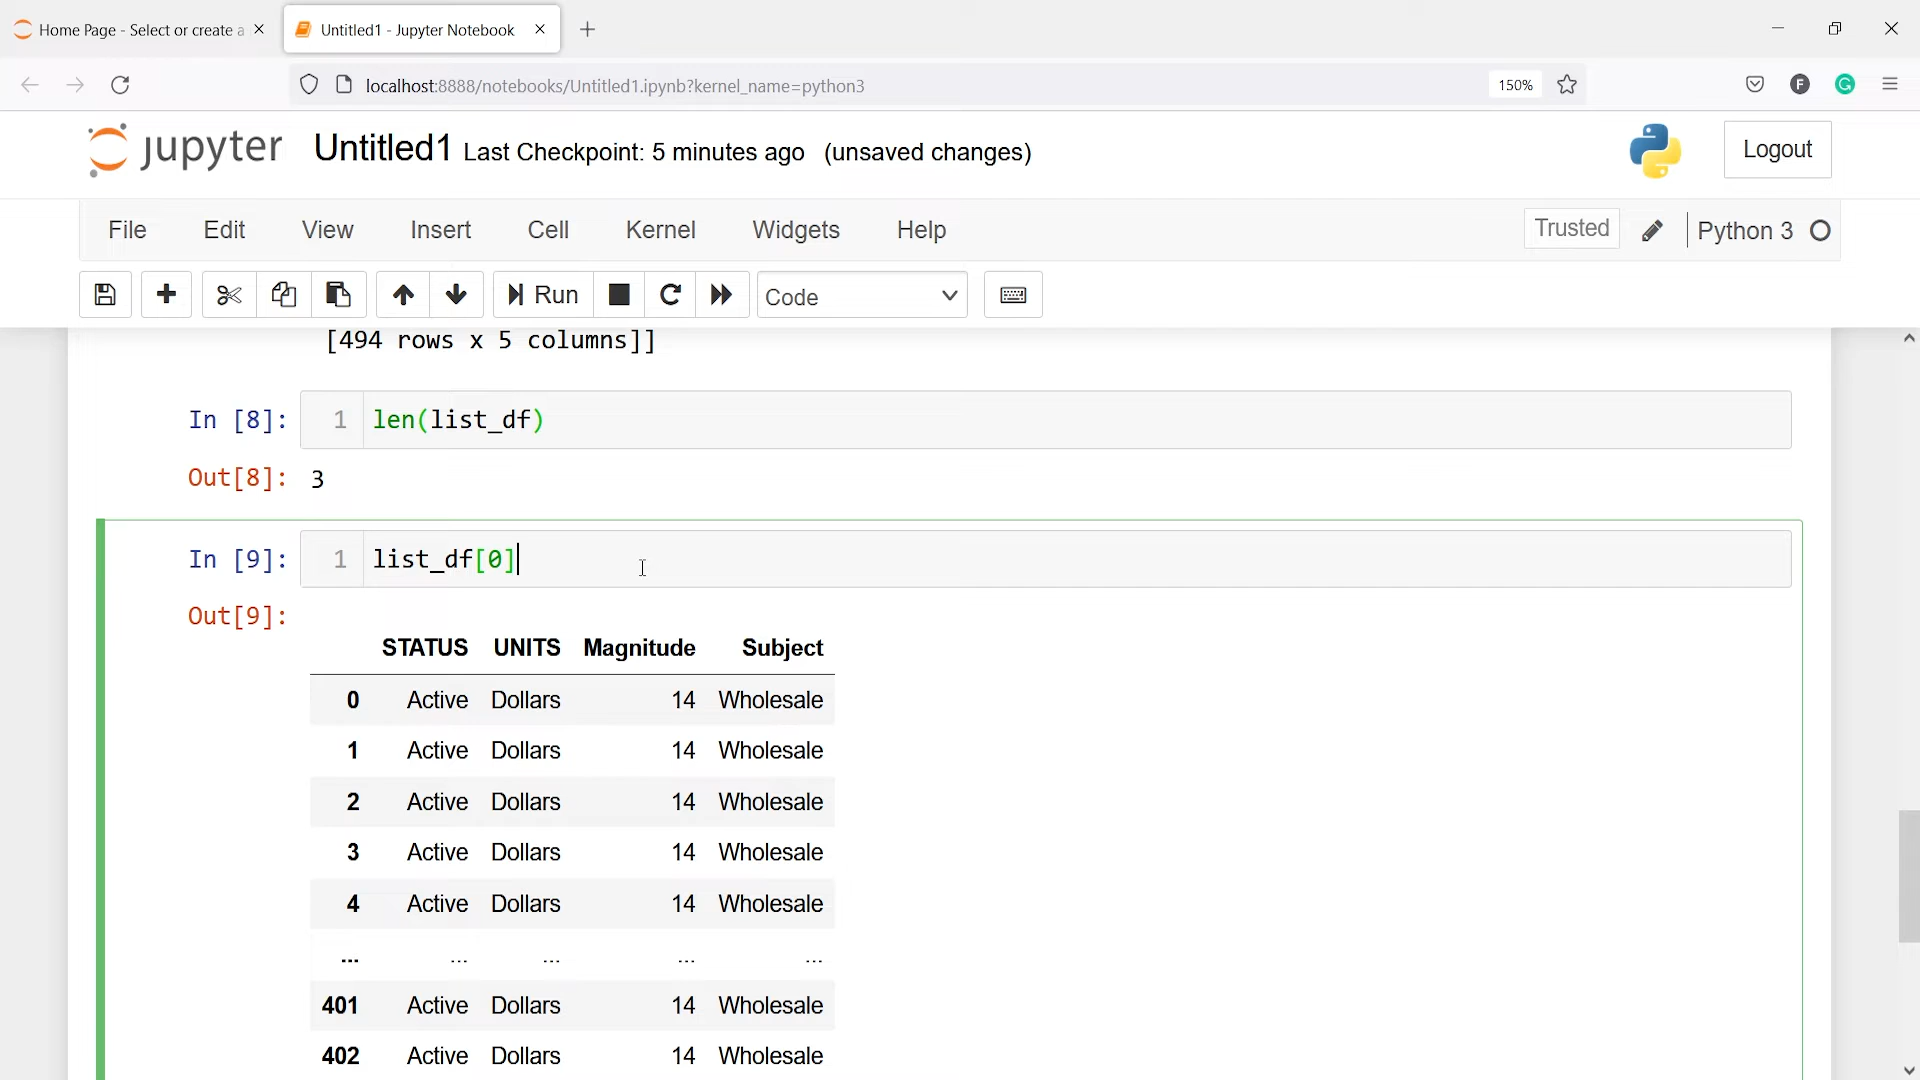 Home Page - Select or create a
Untitled1 - Jupyter Notebook
localhost:8888/notebooks/Untitled1.ipynb?kernel_name=python3
150%
F
G
jupyter Untitled1 Last Checkpoint: 5 minutes ago (unsaved changes)
Logout
File Edit View Insert Cell Kernel Widgets Help
Trusted
Python 3
Run
Code
[494 rows x 5 columns]]
In [8]: 1 len(list_df)
Out[8]: 3
In [9]: 1 list_df[0]
Out[9]:
STATUS UNITS Magnitude Subject
0 Active Dollars 14 Wholesale
1 Active Dollars 14 Wholesale
2 Active Dollars 14 Wholesale
3 Active Dollars 14 Wholesale
4 Active Dollars 14 Wholesale
... ... ... ... ...
401 Active Dollars 14 Wholesale
402 Active Dollars 14 Wholesale